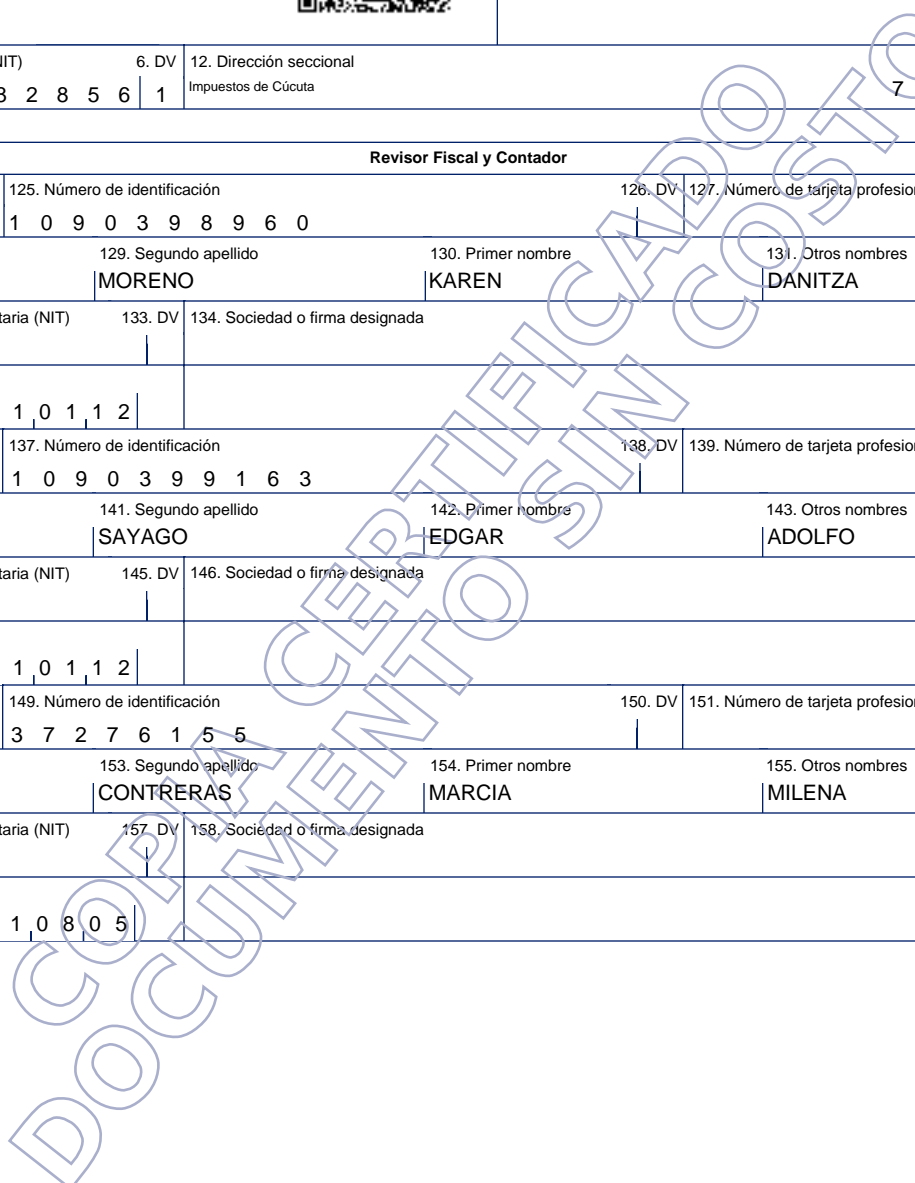 NIT) 6. DV 12. Dirección seccional
3 2 8 5 6 1 Impuestos de Cúcuta 7
Revisor Fiscal y Contador
125. Número de identificación 126. DV 127. Número de tarjeta profesion
1 0 9 0 3 9 8 9 6 0
129. Segundo apellido 130. Primer nombre 131. Otros nombres
MORENO KAREN DANITZA
taria (NIT) 133. DV 134. Sociedad o firma designada
1 0 1 1 2
137. Número de identificación 138. DV 139. Número de tarjeta profesion
1 0 9 0 3 9 9 1 6 3
141. Segundo apellido 142. Primer nombre 143. Otros nombres
SAYAGO EDGAR ADOLFO
taria (NIT) 145. DV 146. Sociedad o firma designada
1 0 1 1 2
149. Número de identificación 150. DV 151. Número de tarjeta profesion
3 7 2 7 6 1 5 5
153. Segundo apellido 154. Primer nombre 155. Otros nombres
CONTRERAS MARCIA MILENA
taria (NIT) 157. DV 158. Sociedad o firma designada
1 0 8 0 5
COPIA CERTIFICADO
DOCUMENTO SIN COSTO